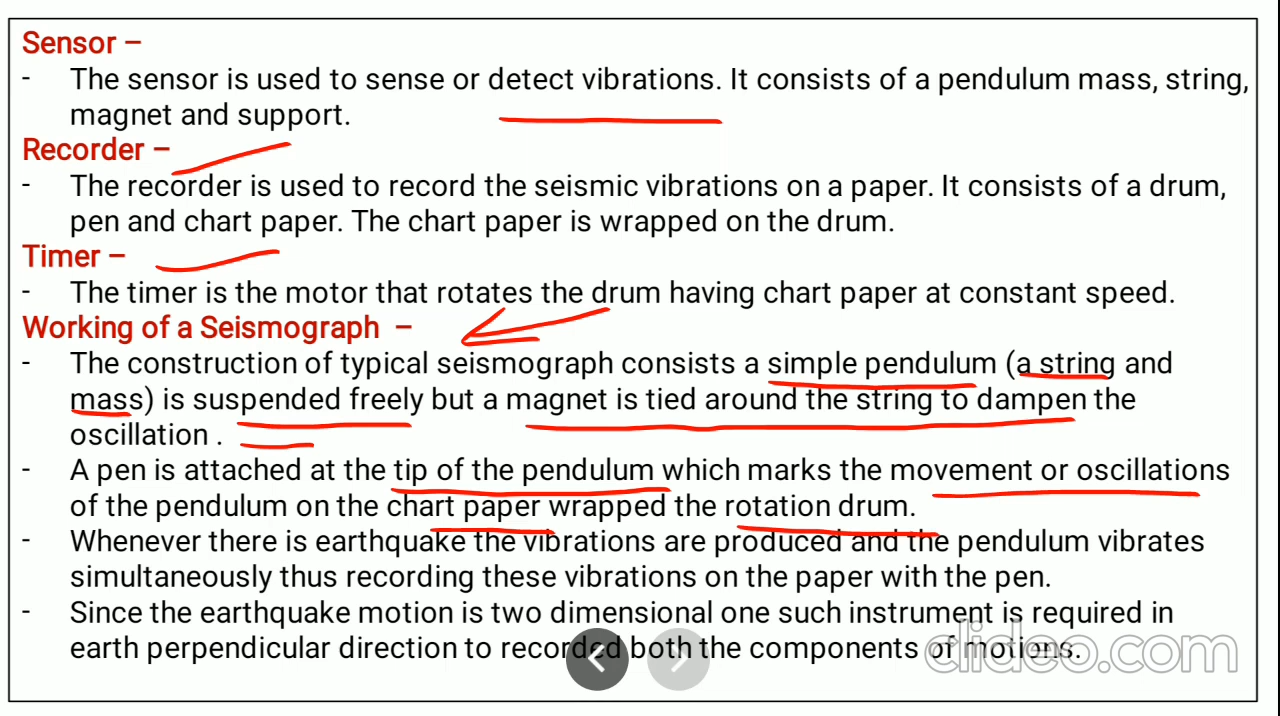 Sensor –
- The sensor is used to sense or detect vibrations. It consists of a pendulum mass, string,
magnet and support.
Recorder –
- The recorder is used to record the seismic vibrations on a paper. It consists of a drum,
pen and chart paper. The chart paper is wrapped on the drum.
Timer –
- The timer is the motor that rotates the drum having chart paper at constant speed.
Working of a Seismograph –
- The construction of typical seismograph consists a simple pendulum (a string and
mass) is suspended freely but a magnet is tied around the string to dampen the
oscillation .
- A pen is attached at the tip of the pendulum which marks the movement or oscillations
of the pendulum on the chart paper wrapped the rotation drum.
- Whenever there is earthquake the vibrations are produced and the pendulum vibrates
simultaneously thus recording these vibrations on the paper with the pen.
- Since the earthquake motion is two dimensional one such instrument is required in
earth perpendicular direction to recorded both the components of motions.
clideo.com